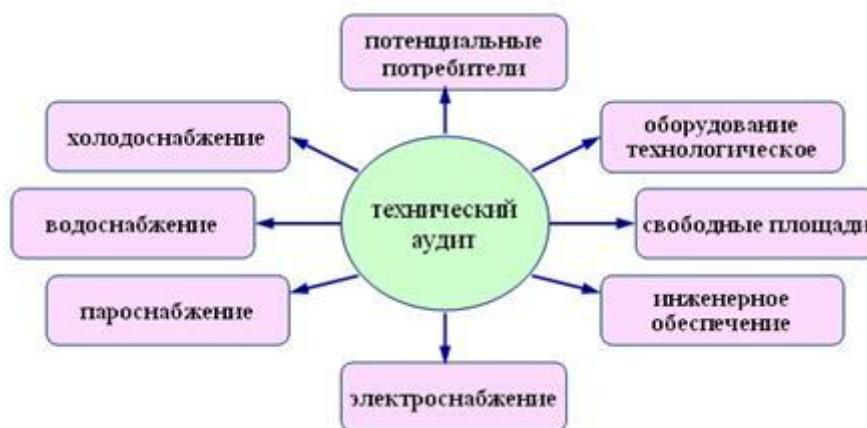 потенциальные
потребители
холодоснабжение
оборудование
технологическое
технический
аудит
водоснабжение
свободные площади
пароснабжение
инженерное
обеспечение
электроснабжение